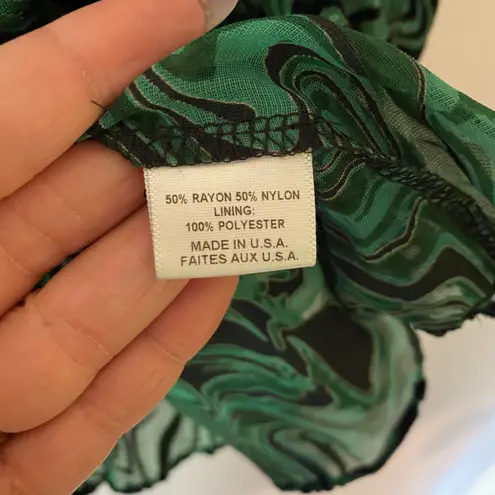 50% RAYON 50% NYLON
LINING:
100% POLYESTER
MADE IN U.S.A.
FAITES AUX U.S.A.